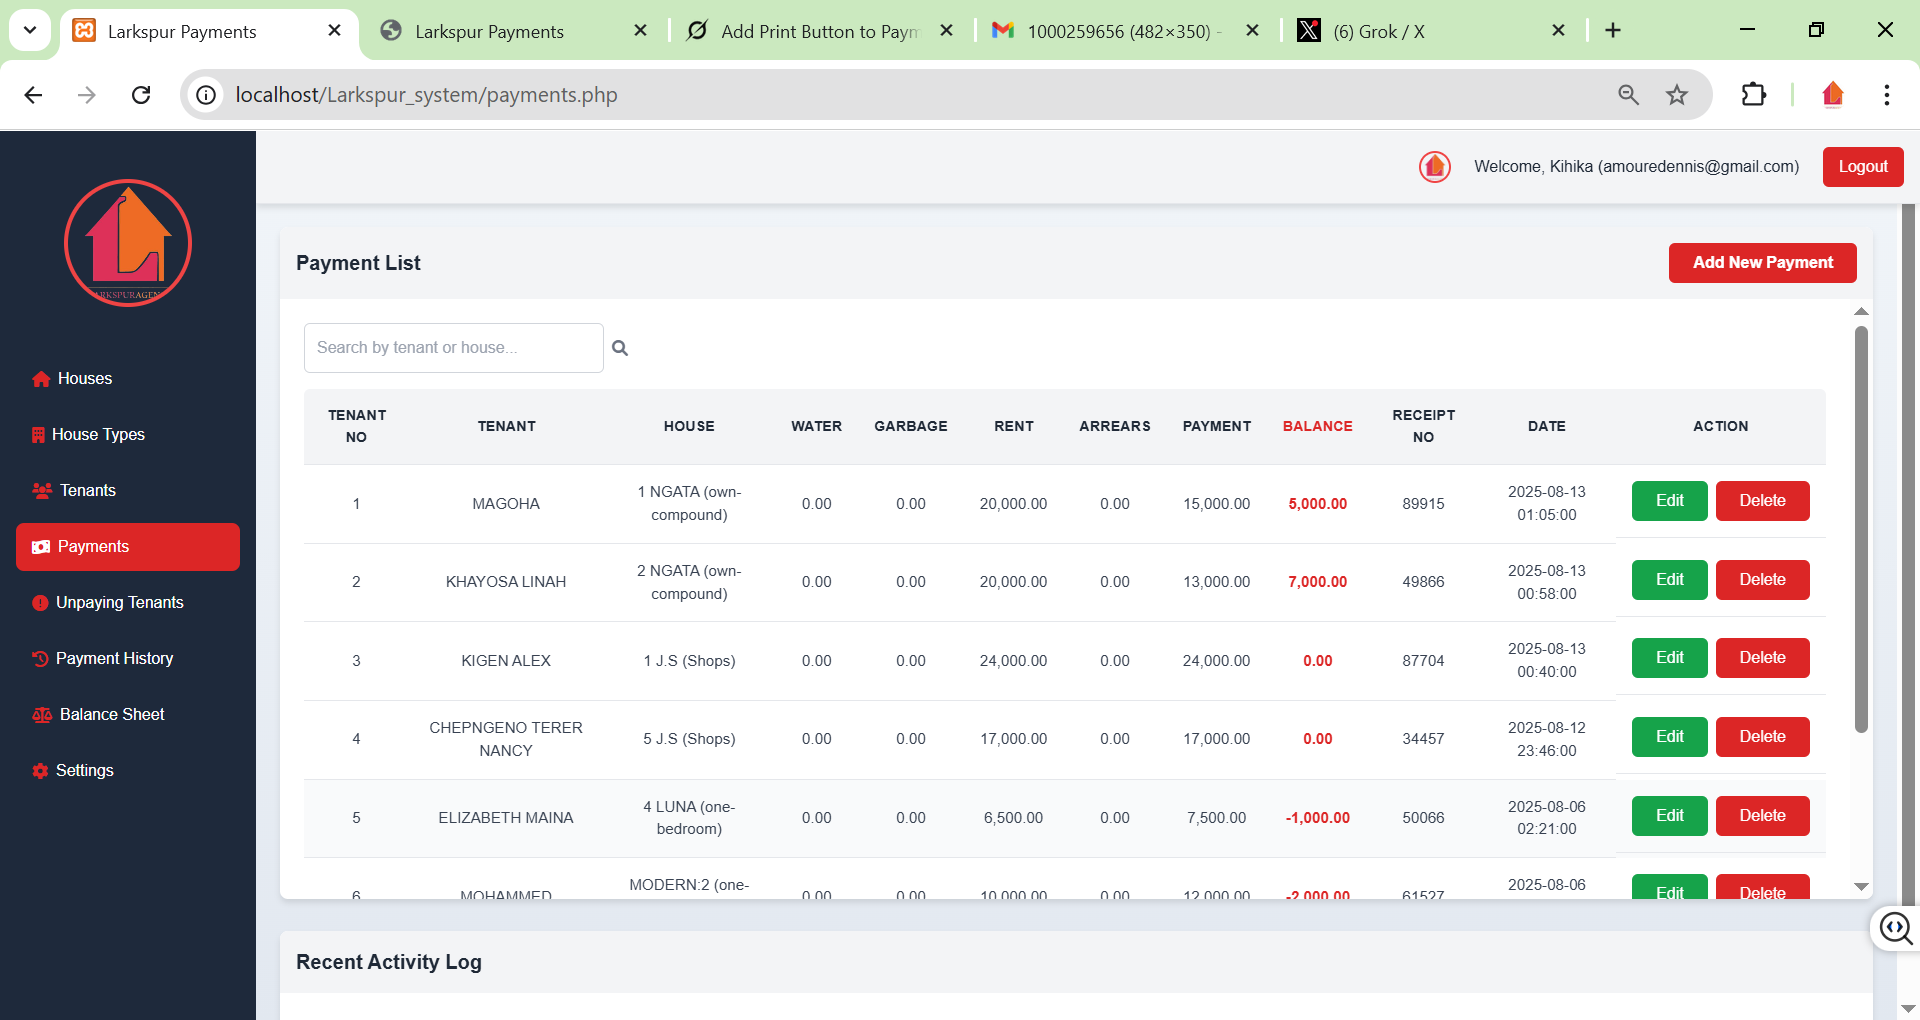 Larkspur Payments
Larkspur Payments
Add Print Button to Paym
1000259656 (482×350) -
(6) Grok / X
localhost/Larkspur_system/payments.php
Welcome, Kihika (amouredennis@gmail.com)
Logout
Houses
House Types
Tenants
Payments
Unpaying Tenants
Payment History
Balance Sheet
Settings
Payment List
Add New Payment
Search by tenant or house...
TENANT NO TENANT HOUSE WATER GARBAGE RENT ARREARS PAYMENT BALANCE RECEIPT NO DATE ACTION
1 MAGOHA 1 NGATA (own-compound) 0.00 0.00 20,000.00 0.00 15,000.00 5,000.00 89915 2025-08-13 01:05:00 Edit Delete
2 KHAYOSA LINAH 2 NGATA (own-compound) 0.00 0.00 20,000.00 0.00 13,000.00 7,000.00 49866 2025-08-13 00:58:00 Edit Delete
3 KIGEN ALEX 1 J.S (Shops) 0.00 0.00 24,000.00 0.00 24,000.00 0.00 87704 2025-08-13 00:40:00 Edit Delete
4 CHEPNGENO TERER NANCY 5 J.S (Shops) 0.00 0.00 17,000.00 0.00 17,000.00 0.00 34457 2025-08-12 23:46:00 Edit Delete
5 ELIZABETH MAINA 4 LUNA (one-bedroom) 0.00 0.00 6,500.00 0.00 7,500.00 -1,000.00 50066 2025-08-06 02:21:00 Edit Delete
6 MOHAMMED MODERN:2 (one- 0.00 0.00 10,000.00 0.00 12,000.00 -2,000.00 61527 2025-08-06 Edit Delete
Recent Activity Log